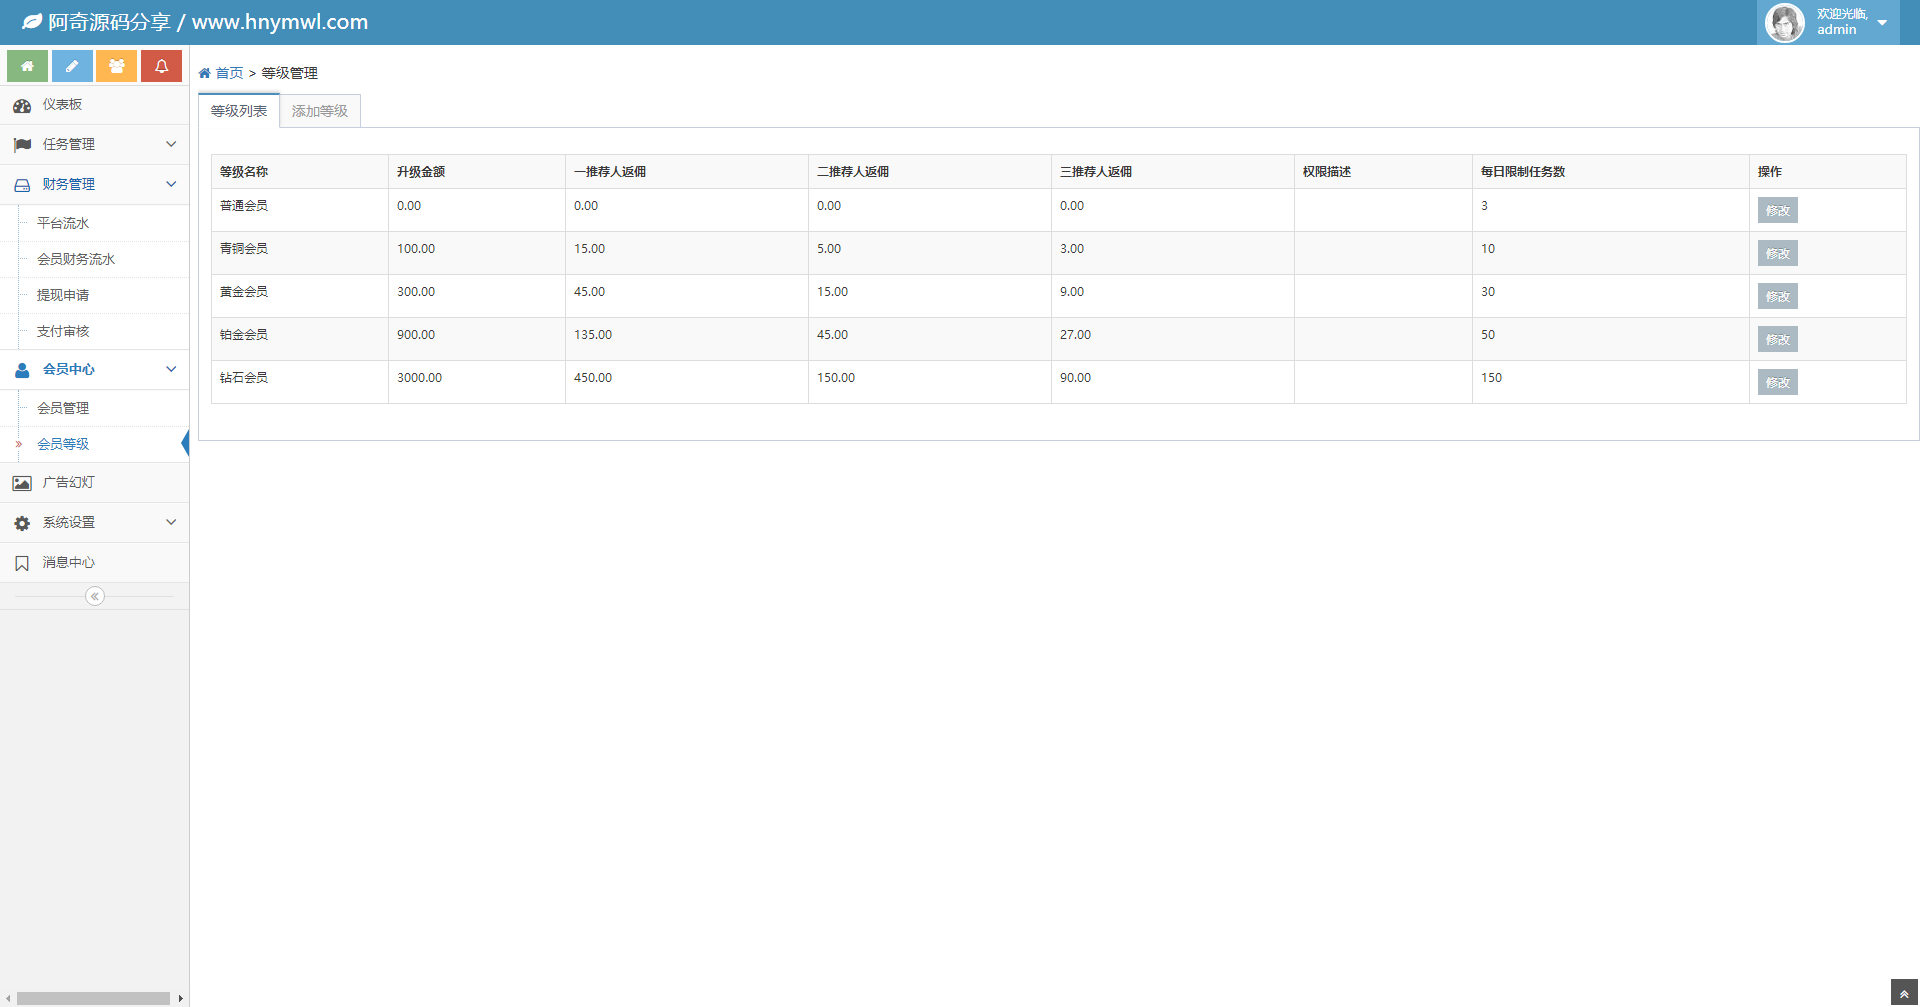 阿奇源码分享 / www.hnymwl.com
欢迎光临,
admin
首页 > 等级管理
等级列表 添加等级
仪表板
任务管理
财务管理
平台流水
会员财务流水
提现申请
支付审核
会员中心
会员管理
会员等级
广告幻灯
系统设置
消息中心
等级名称 升级金额 一推荐人返佣 二推荐人返佣 三推荐人返佣 权限描述 每日限制任务数 操作
普通会员 0.00 0.00 0.00 0.00 3 修改
青铜会员 100.00 15.00 5.00 3.00 10 修改
黄金会员 300.00 45.00 15.00 9.00 30 修改
铂金会员 900.00 135.00 45.00 27.00 50 修改
钻石会员 3000.00 450.00 150.00 90.00 150 修改